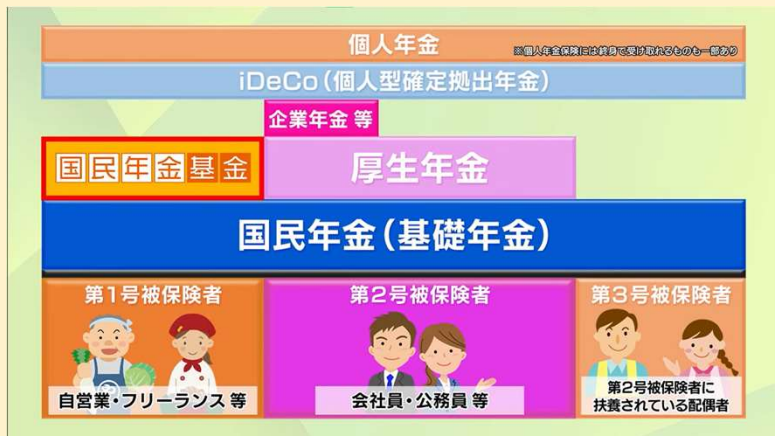 個人年金
※個人年金保険には終身で受け取れるものも一部あり
iDeCo(個人型確定拠出年金)
企業年金 等
国民年金基金
厚生年金
国民年金(基礎年金)
第1号被保険者
第2号被保険者
第3号被保険者
自営業・フリーランス 等
会社員・公務員 等
第2号被保険者に
扶養されている配偶者